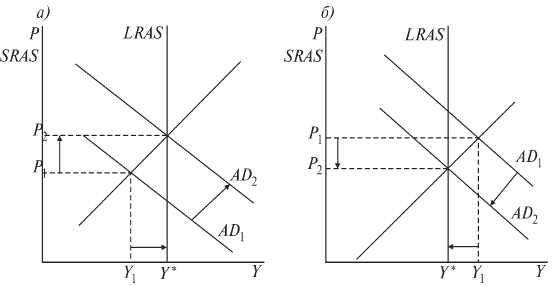 а)
P
SRAS
LRAS
P2
P1
AD2
AD1
Y1
Y*
Y
б)
P
SRAS
LRAS
P1
P2
AD1
AD2
Y*
Y1
Y